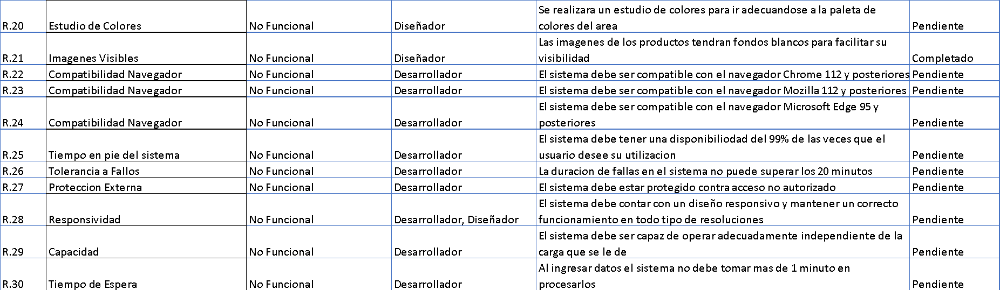 Se realizara un estudio de colores para ir adecuandose a la paleta de
R.20 Estudio de Colores No Funcional Diseñador colores del area Pendiente
Las imagenes de los productos tendran fondos blancos para facilitar su
R.21 Imagenes Visibles No Funcional Diseñador visibilidad Completado
R.22 Compatibilidad Navegador No Funcional Desarrollador El sistema debe ser compatible con el navegador Chrome 112 y posteriores Pendiente
R.23 Compatibilidad Navegador No Funcional Desarrollador El sistema debe ser compatible con el navegador Mozilla 112 y posteriores Pendiente
El sistema debe ser compatible con el navegador Microsoft Edge 95 y
R.24 Compatibilidad Navegador No Funcional Desarrollador posteriores Pendiente
El sistema debe tener una disponibiliodad del 99% de las veces que el
R.25 Tiempo en pie del sistema No Funcional Desarrollador usuario desee su utilizacion Pendiente
R.26 Tolerancia a Fallos No Funcional Desarrollador La duracion de fallas en el sistema no puede superar los 20 minutos Pendiente
R.27 Proteccion Externa No Funcional Desarrollador El sistema debe estar protegido contra acceso no autorizado Pendiente
El sistema debe contar con un diseño responsivo y mantener un correcto
R.28 Responsividad No Funcional Desarrollador, Diseñador funcionamiento en todo tipo de resoluciones Pendiente
El sistema debe ser capaz de operar adecuadamente independiente de la
R.29 Capacidad No Funcional Desarrollador carga que se le de Pendiente
Al ingresar datos el sistema no debe tomar mas de 1 minuto en
R.30 Tiempo de Espera No Funcional Desarrollador procesarlos Pendiente